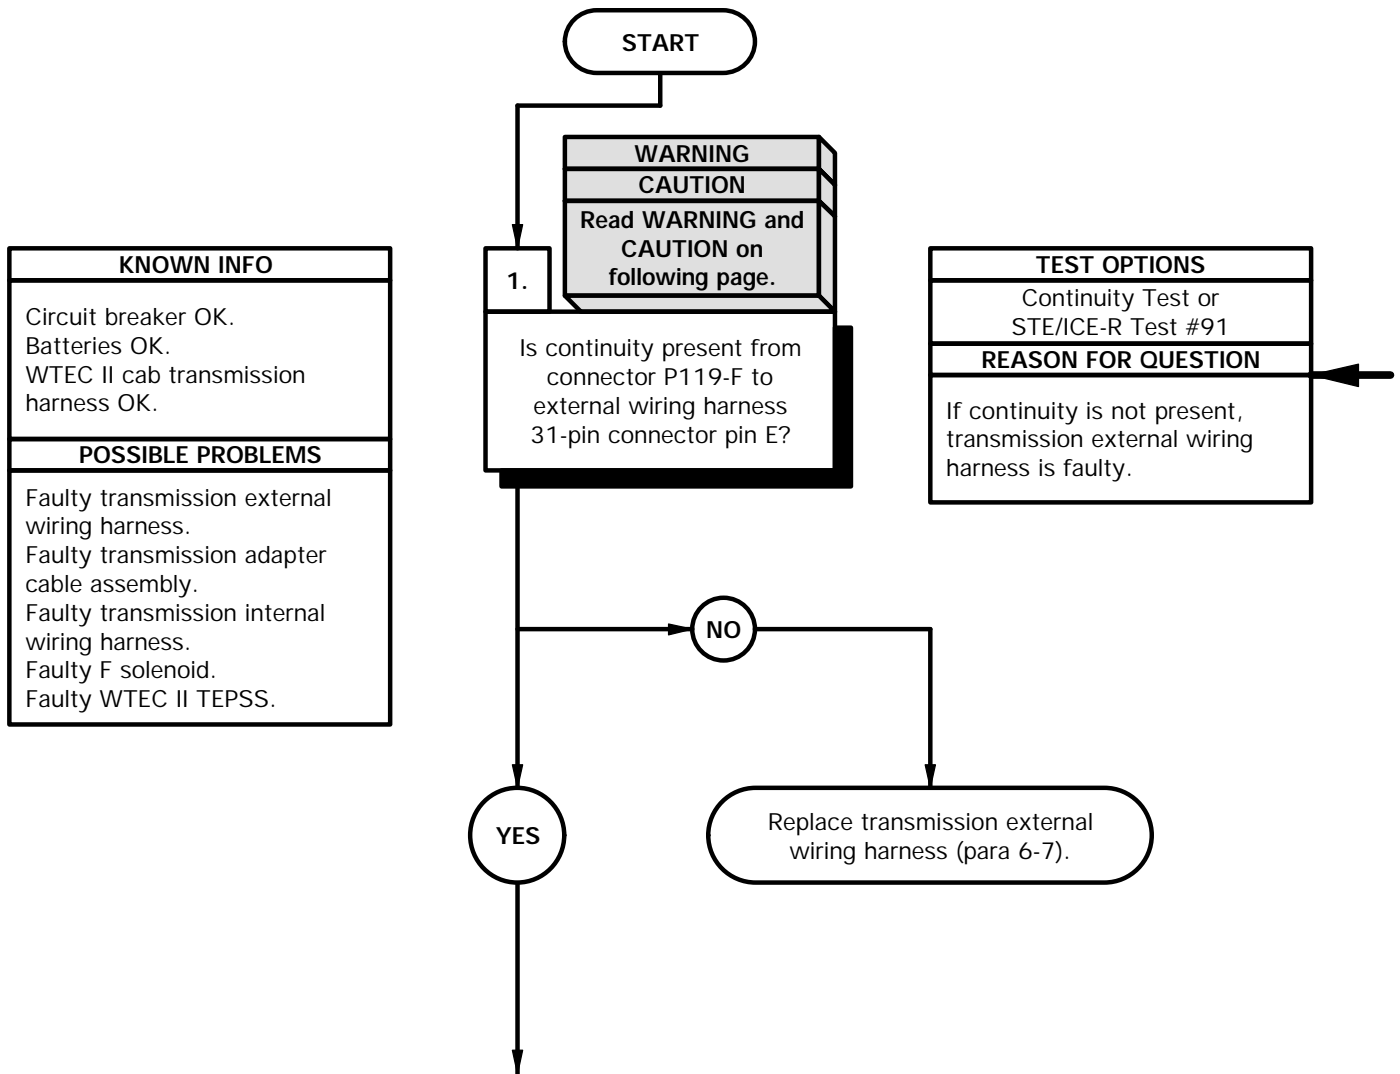 START
WARNING
CAUTION
Read WARNING and
CAUTION on
following page.
KNOWN INFO
Circuit breaker OK.
Batteries OK.
WTEC II cab transmission
harness OK.
POSSIBLE PROBLEMS
Faulty transmission external
wiring harness.
Faulty transmission adapter
cable assembly.
Faulty transmission internal
wiring harness.
Faulty F solenoid.
Faulty WTEC II TEPSS.
1.
Is continuity present from
connector P119-F to
external wiring harness
31-pin connector pin E?
TEST OPTIONS
Continuity Test or
STE/ICE-R Test #91
REASON FOR QUESTION
If continuity is not present,
transmission external wiring
harness is faulty.
NO
YES
Replace transmission external
wiring harness (para 6-7).